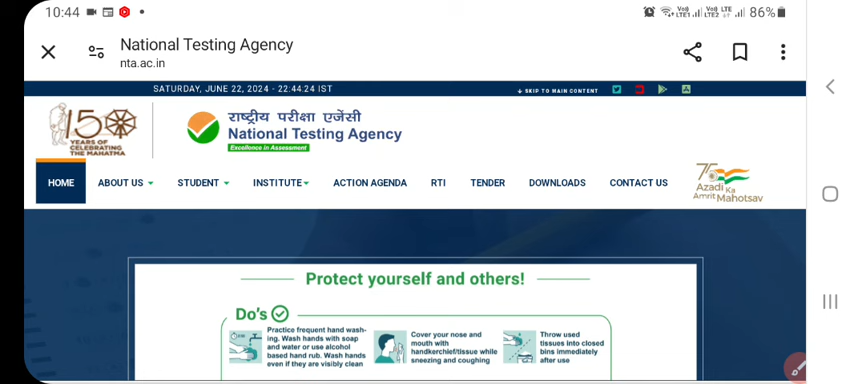 10:44
Vo)) LTE1 Vo)) LTE LTE2 86%
National Testing Agency
nta.ac.in
SATURDAY, JUNE 22, 2024 - 22:44:24 IST
SKIP TO MAIN CONTENT
150
YEARS OF
CELEBRATING
THE MAHATMA
राष्ट्रीय परीक्षा एजेंसी
National Testing Agency
Excellence in Assessment
HOME ABOUT US STUDENT INSTITUTE ACTION AGENDA RTI TENDER DOWNLOADS CONTACT US
75
Azadi Ka
Amrit Mahotsav
Protect yourself and others!
Do's
Practice frequent hand wash-
ing. Wash hands with soap
and water or use alcohol
based hand rub. Wash hands
even if they are visibly clean
Cover your nose and
mouth with
handkerchief/tissue while
sneezing and coughing
Throw used
tissues into closed
bins immediately
after use